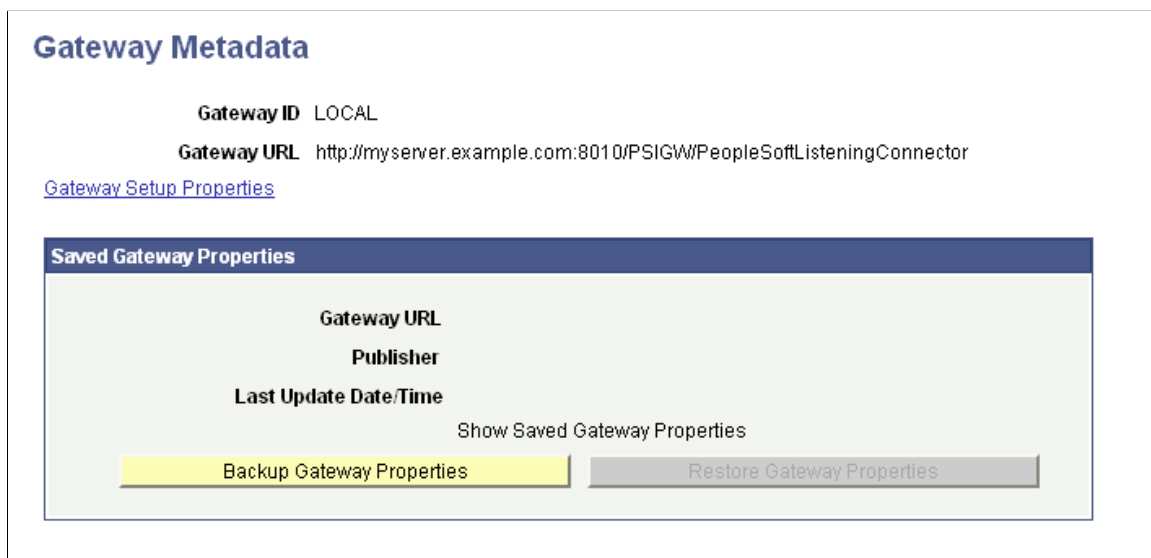 Gateway Metadata
Gateway ID LOCAL
Gateway URL http://myserver.example.com:8010/PSIGW/PeopleSoftListeningConnector
Gateway Setup Properties
Saved Gateway Properties
Gateway URL
Publisher
Last Update Date/Time
Show Saved Gateway Properties
Backup Gateway Properties Restore Gateway Properties